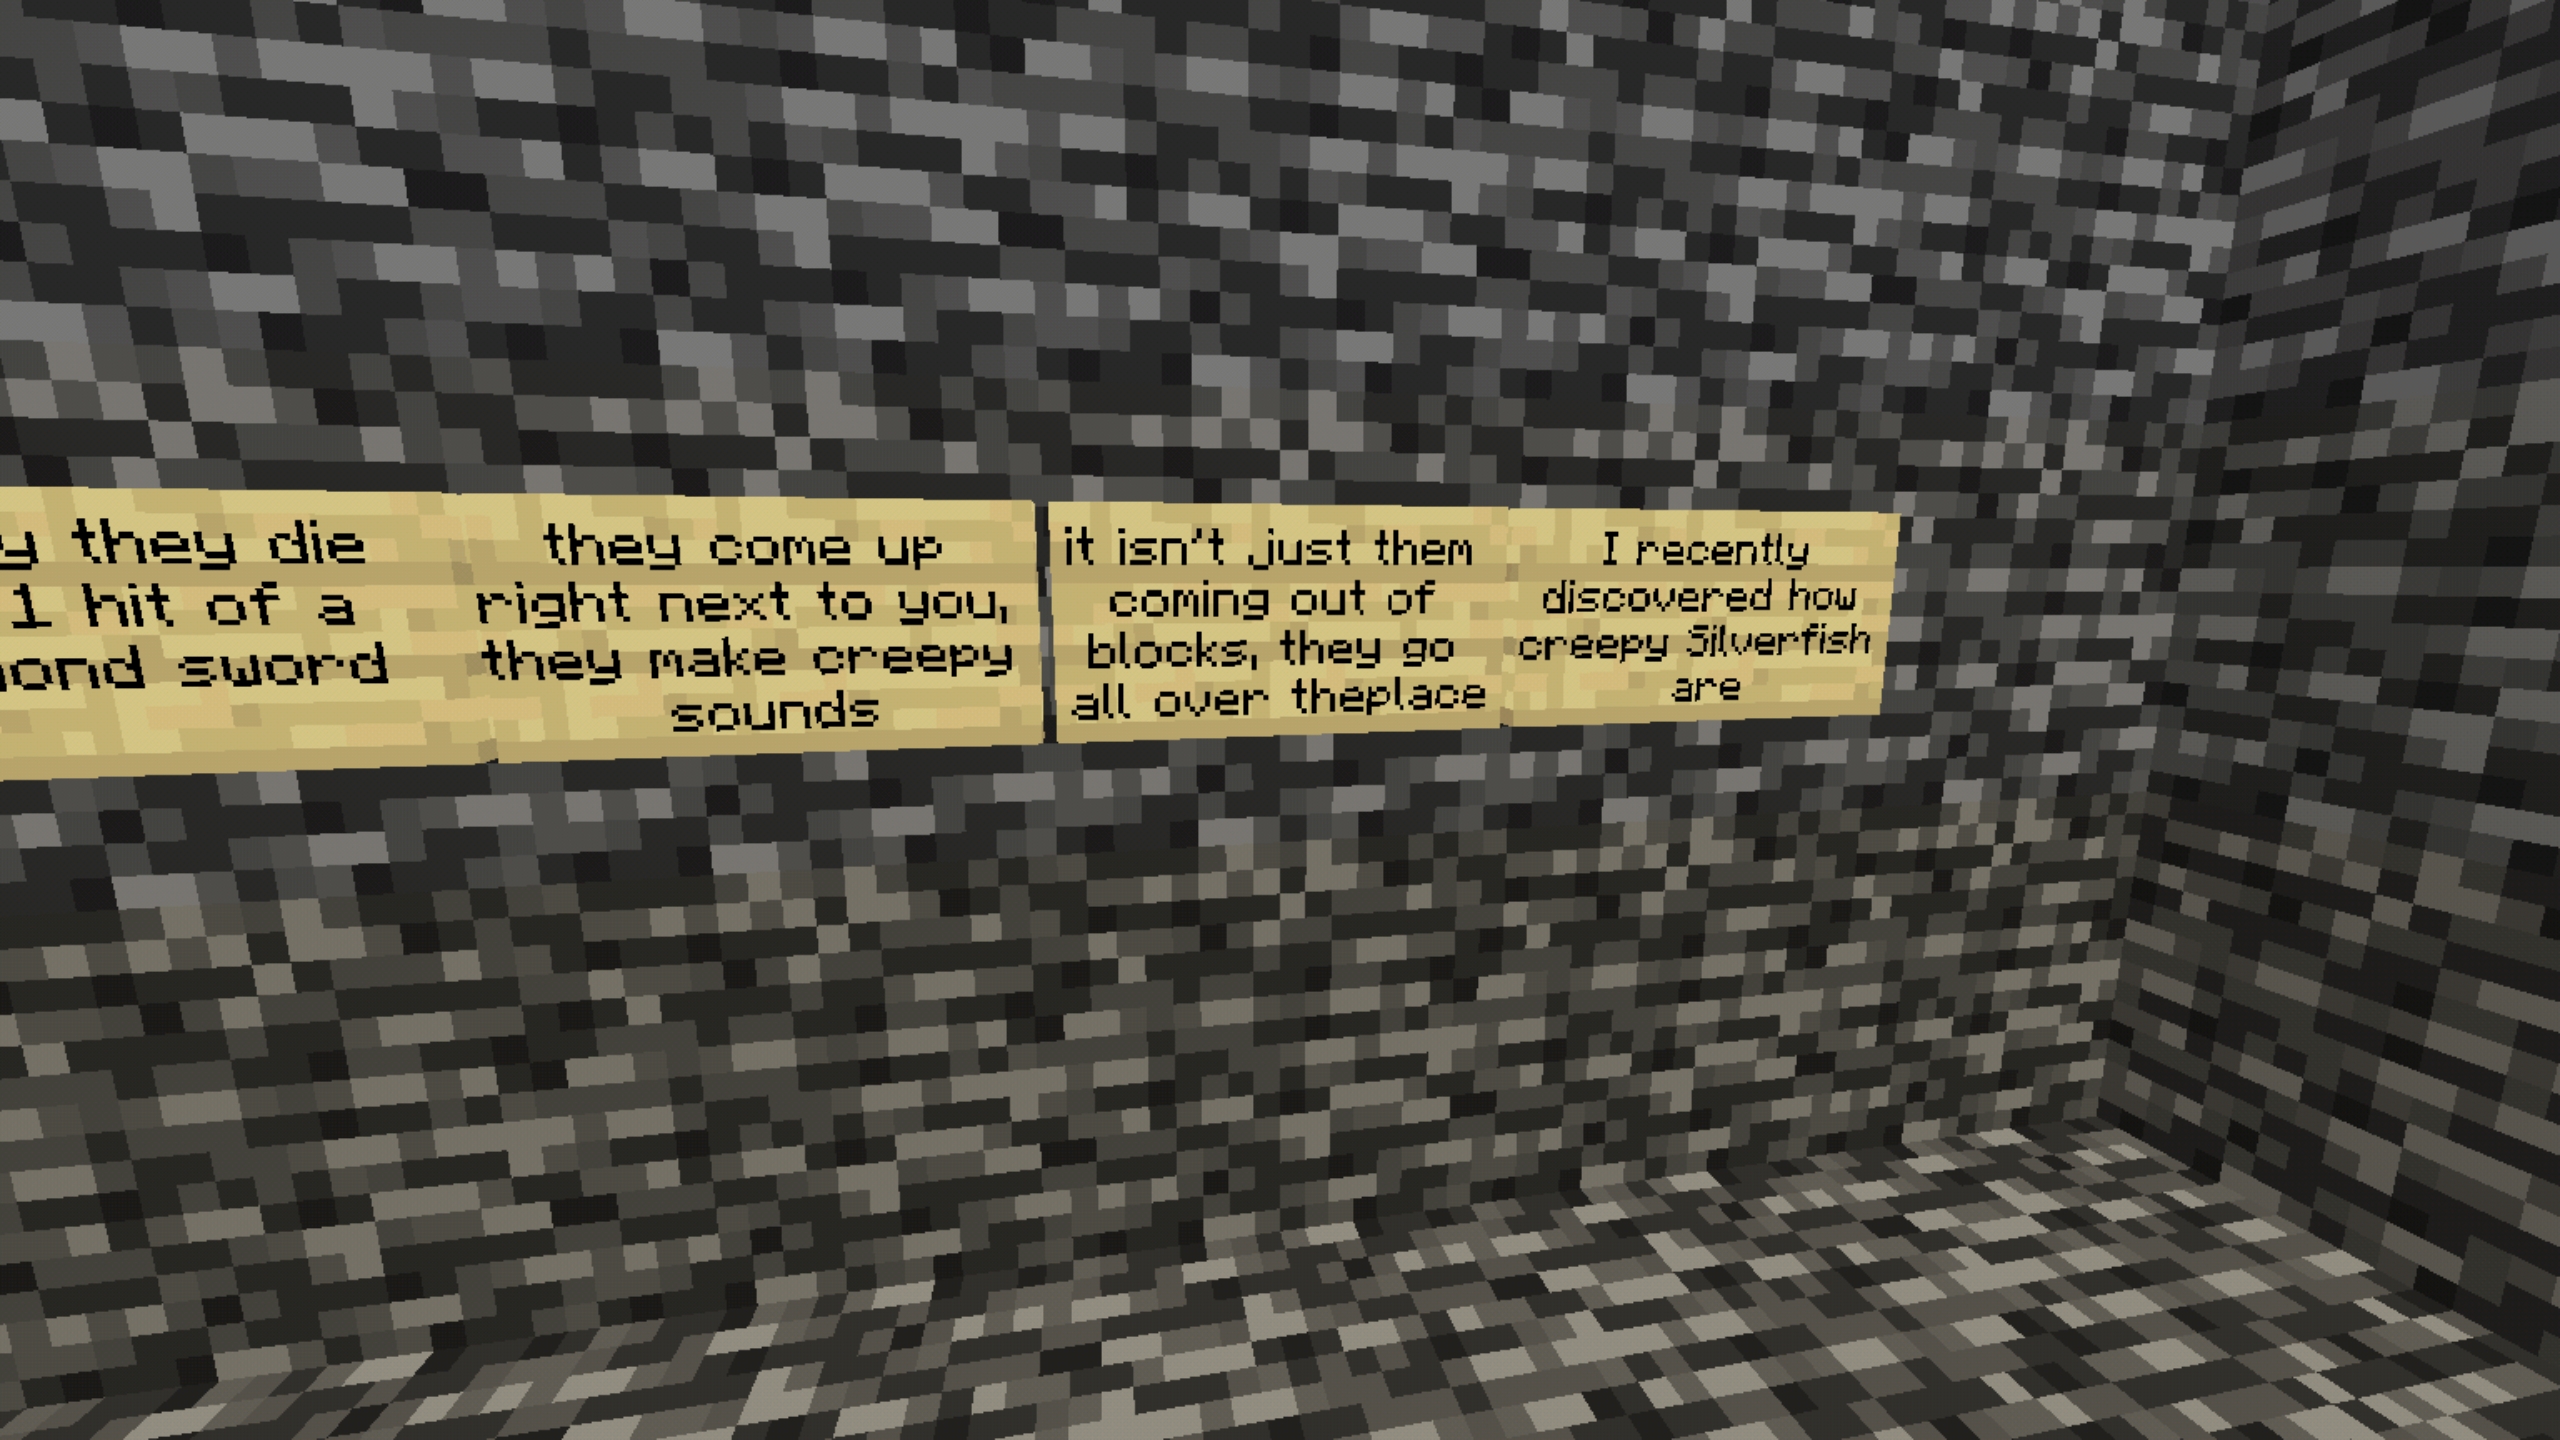 they die
1 hit of a
sword
they come up
right next to you,
they make creepy
sounds
it isn't just them
coming out of
blocks, they go
all over theplace
I recently
discovered how
creepy Silverfish
are